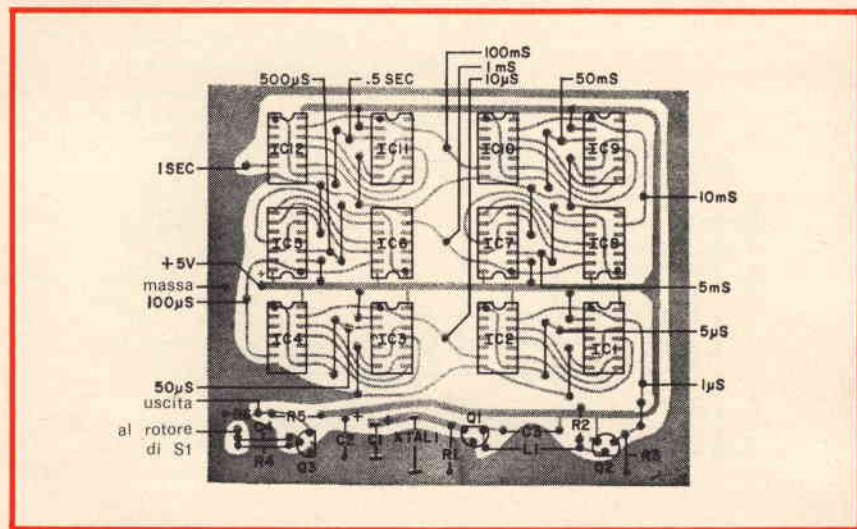 100mS
500µS .5 SEC 1mS 50mS
10µS
IC12 IC11 IC10 IC9
1SEC
10mS
IC5 IC6 IC7 IC8
+5V
+
massa
100µS 5mS
IC4 IC3 IC2 IC1
5µS
50µS 1µS
uscita
R6 R5 + Q1 R2
al rotore C4 C2 C1 XTAL1 C3
di S1 R4 Q3 R1 L1 Q2 R3